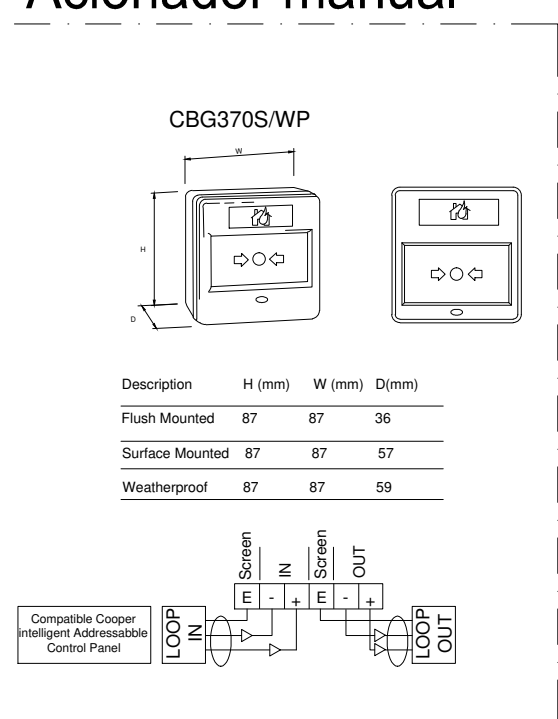 Acionador manual
CBG370S/WP
W
H
D
Description H (mm) W (mm) D(mm)
Flush Mounted 87 87 36
Surface Mounted 87 87 57
Weatherproof 87 87 59
Screen IN Screen OUT
E - + E - +
Compatible Cooper
intelligent Addressabble
Control Panel
LOOP
IN
LOOP
OUT